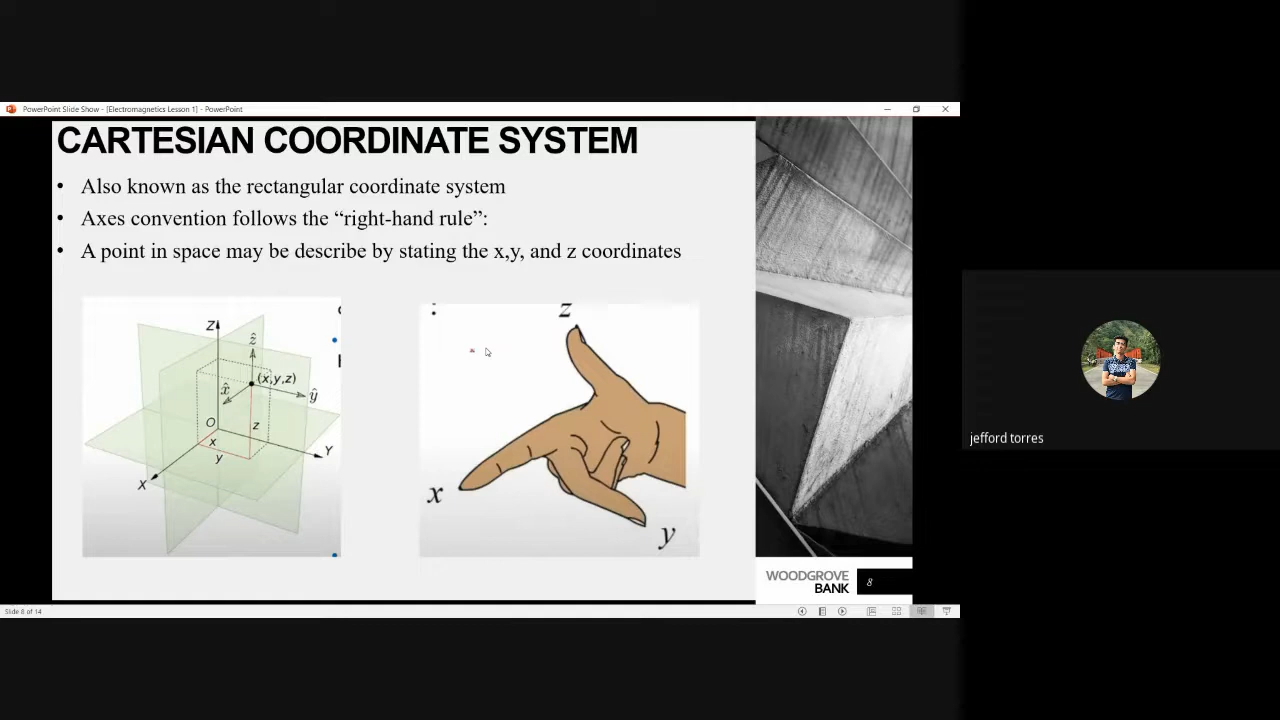 PowerPoint Slide Show - [Electromagnetics Lesson 1] - PowerPoint
CARTESIAN COORDINATE SYSTEM
• Also known as the rectangular coordinate system
• Axes convention follows the “right-hand rule”:
• A point in space may be describe by stating the x,y, and z coordinates
Z
ẑ
(x,y,z)
x̂
ŷ
O
z
x
y
Y
X
:
z
x
y
jefford torres
WOODGROVE
BANK
8
Slide 8 of 14